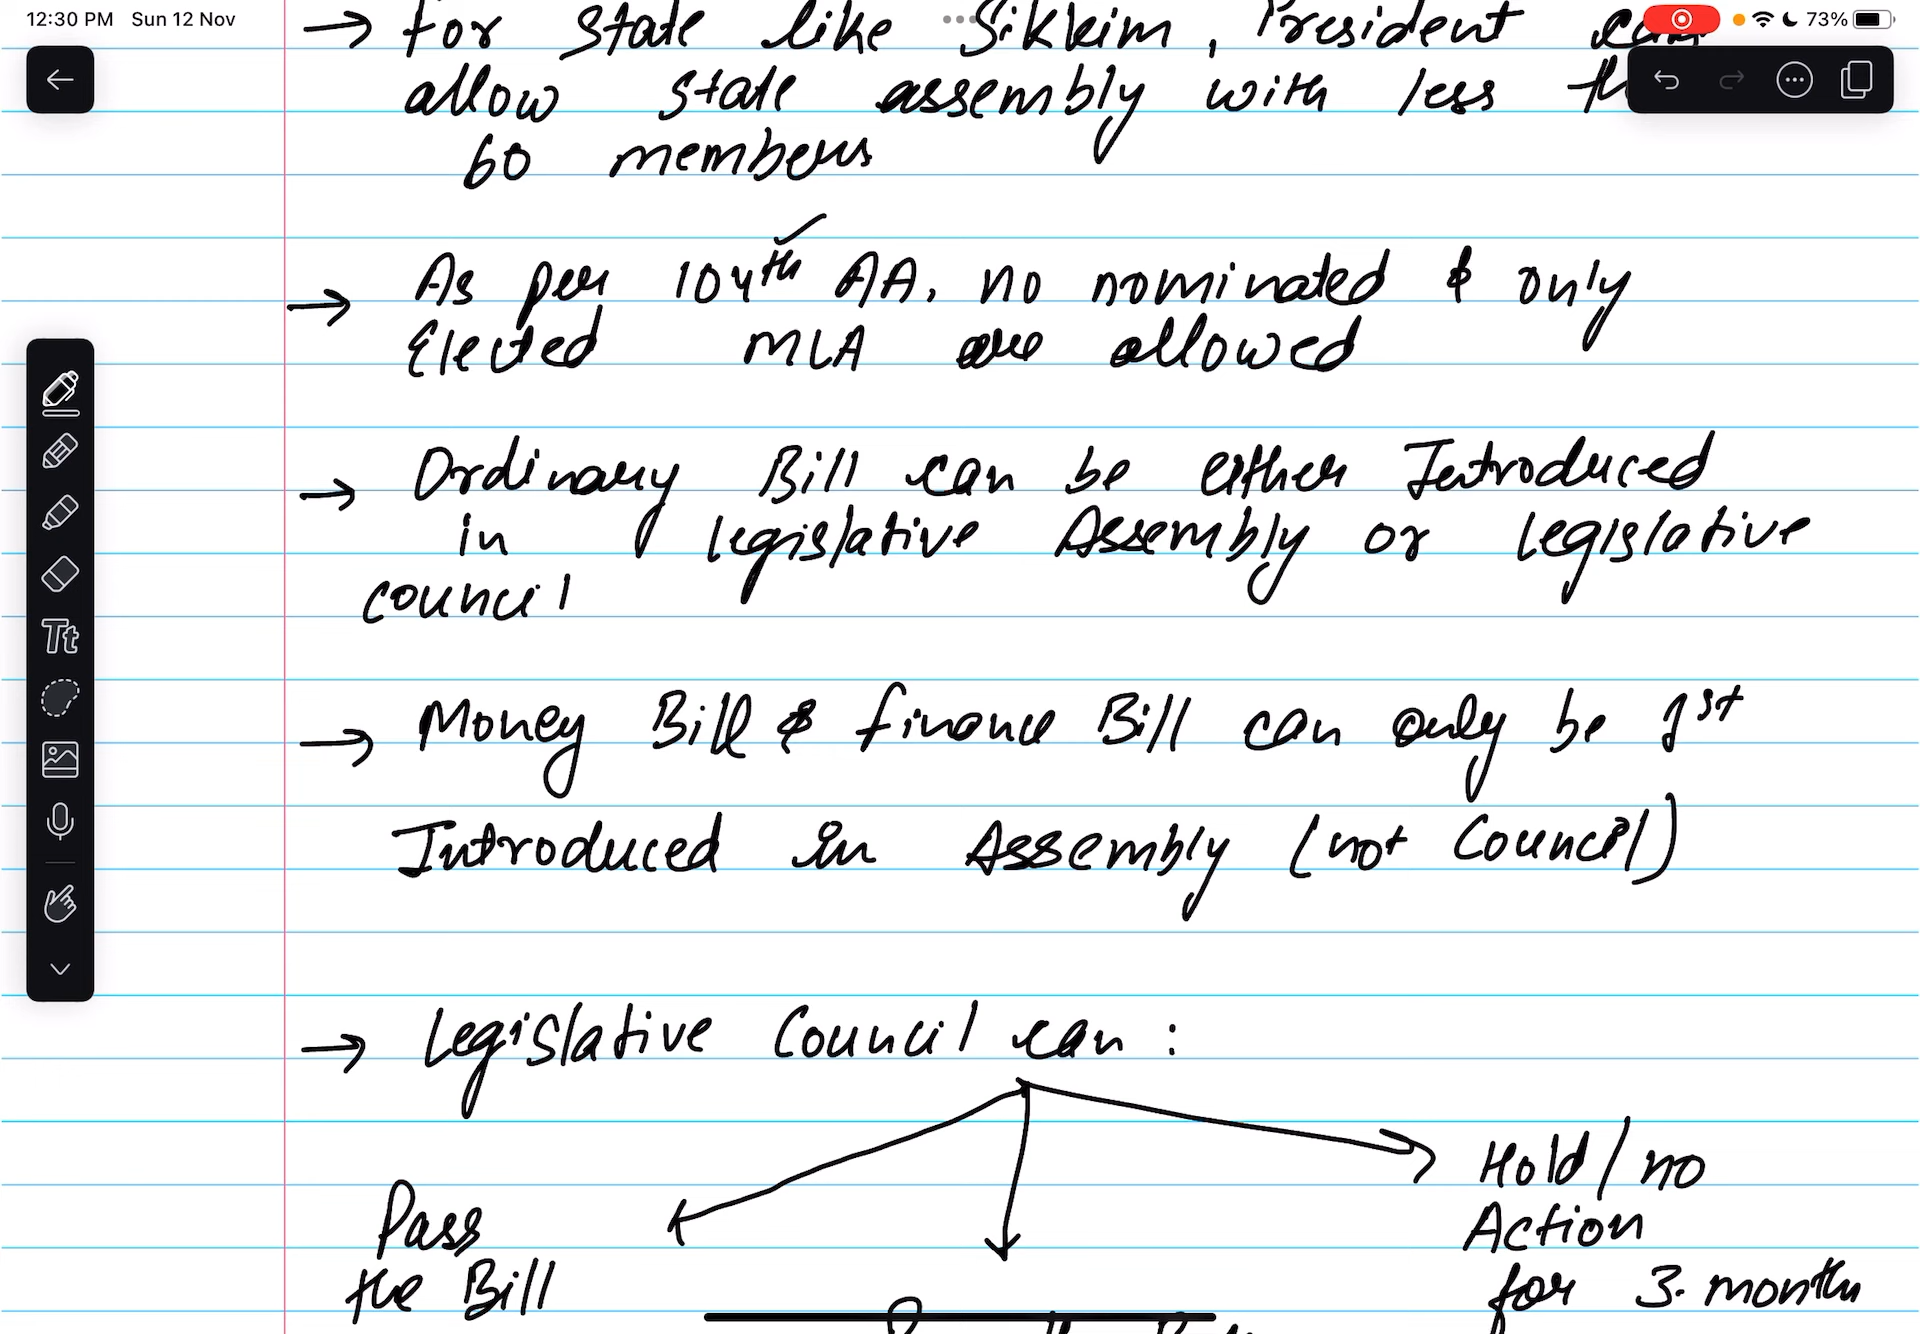 12:30 PM Sun 12 Nov
73%
→ for state like Sikkim, President can
allow state assembly with less
60 members
→ As per 104th AA, no nominated & only
Elected MLA are allowed
→ Ordinary Bill can be either Introduced
in legislative Assembly or legislative
council
Tt
→ Money Bill & finance Bill can only be 1st
Introduced in Assembly (not Council)
→ Legislative Council can :
Hold / no
Pass Action
the Bill for 3 months